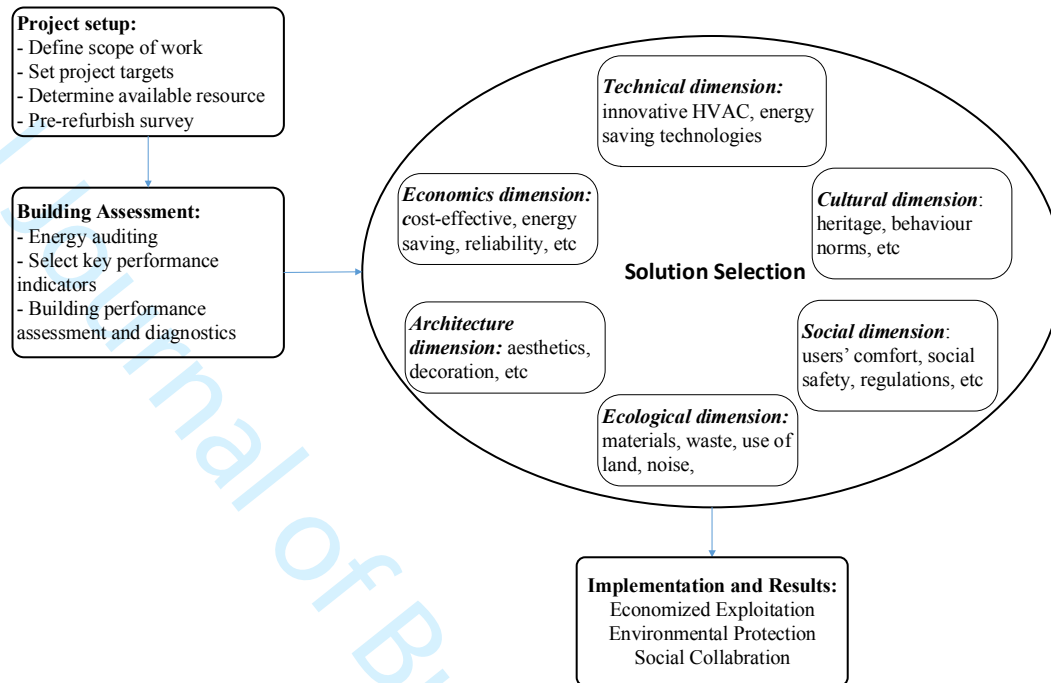 Project setup:
- Define scope of work
- Set project targets
- Determine available resource
- Pre-refurbish survey
Building Assessment:
- Energy auditing
- Select key performance
indicators
- Building performance
assessment and diagnostics
Technical dimension:
innovative HVAC, energy
saving technologies
Economics dimension:
cost-effective, energy
saving, reliability, etc
Cultural dimension:
heritage, behaviour
norms, etc
Solution Selection
Architecture
dimension: aesthetics,
decoration, etc
Social dimension:
users' comfort, social
safety, regulations, etc
Ecological dimension:
materials, waste, use of
land, noise,
Implementation and Results:
Economized Exploitation
Environmental Protection
Social Collabration
Journal of